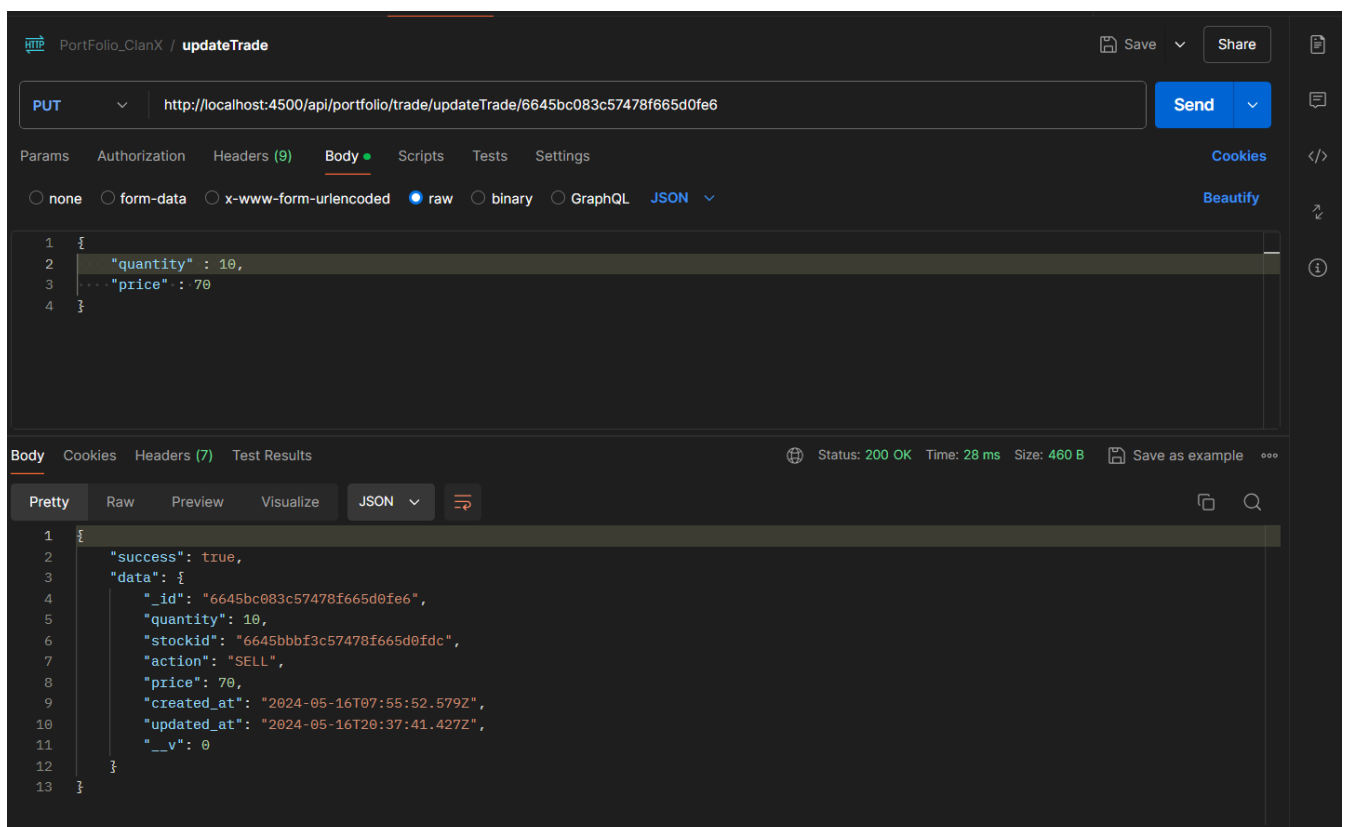 HTTP PortFolio_ClanX / updateTrade Save Share
PUT http://localhost:4500/api/portfolio/trade/updateTrade/6645bc083c57478f665d0fe6 Send
Params Authorization Headers (9) Body Scripts Tests Settings Cookies
none form-data x-www-form-urlencoded raw binary GraphQL JSON Beautify
1 {
2 "quantity" : 10,
3 "price" : 70
4 }
Body Cookies Headers (7) Test Results Status: 200 OK Time: 28 ms Size: 460 B Save as example
Pretty Raw Preview Visualize JSON
1 {
2 "success": true,
3 "data": {
4 "_id": "6645bc083c57478f665d0fe6",
5 "quantity": 10,
6 "stockid": "6645bbbf3c57478f665d0fdc",
7 "action": "SELL",
8 "price": 70,
9 "created_at": "2024-05-16T07:55:52.579Z",
10 "updated_at": "2024-05-16T20:37:41.427Z",
11 "__v": 0
12 }
13 }